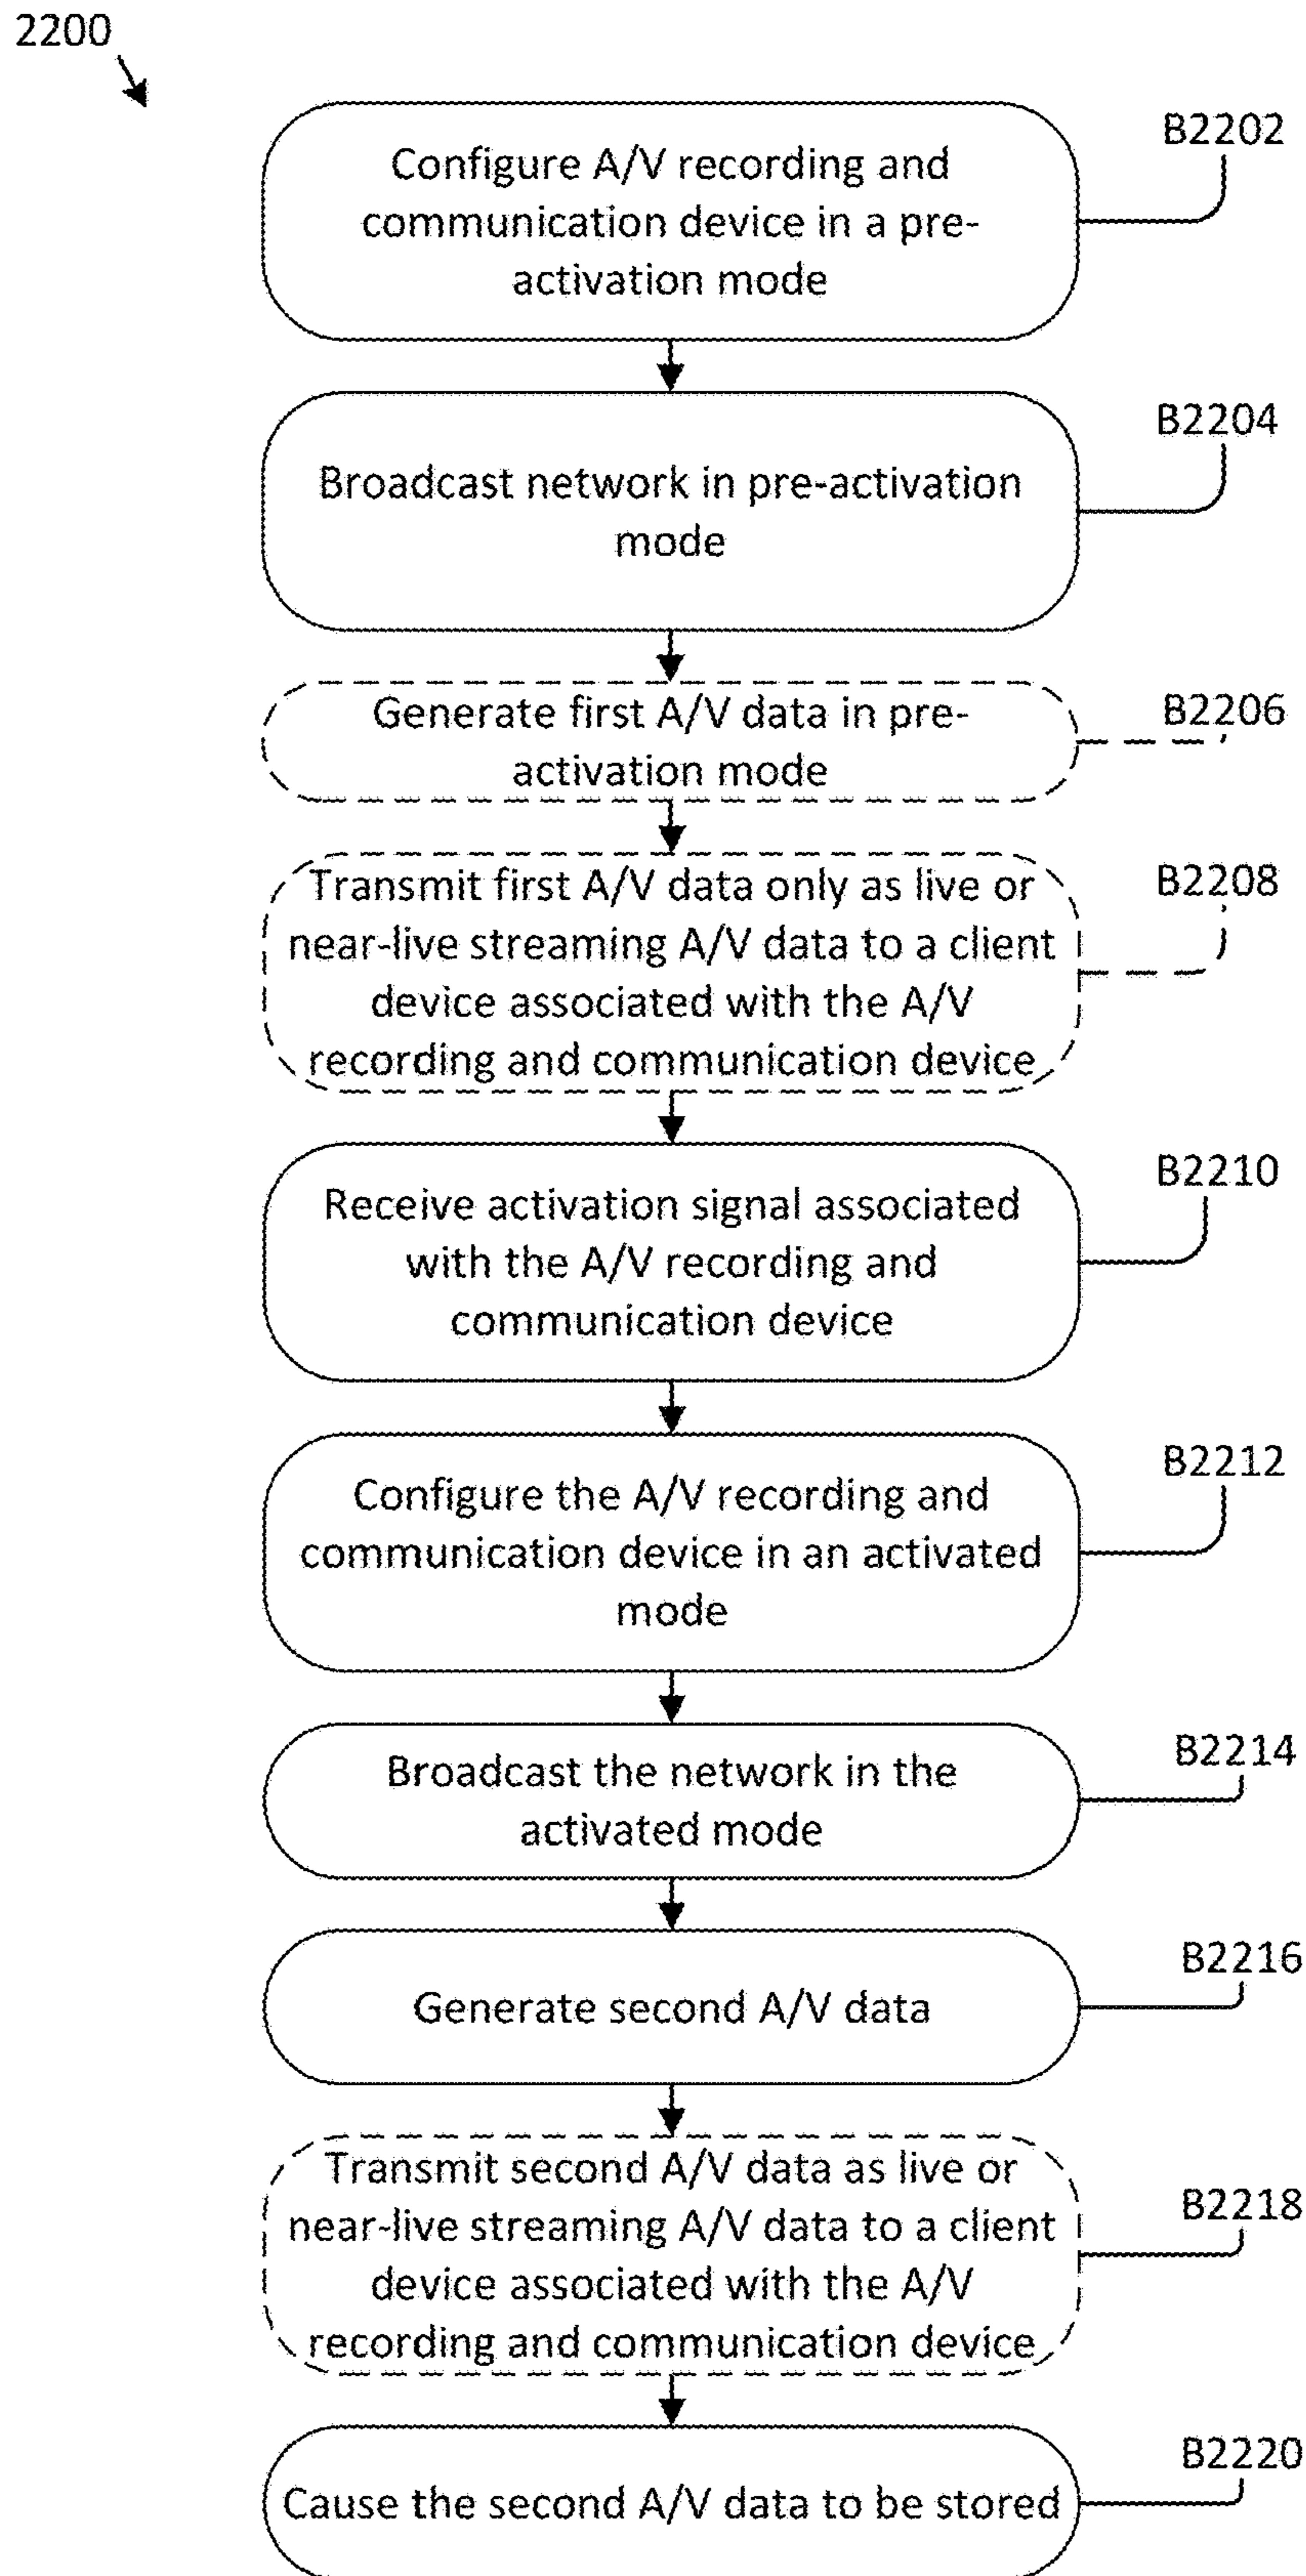 2200
Configure A/V recording and
communication device in a pre-
activation mode
B2202
Broadcast network in pre-activation
mode
B2204
Generate first A/V data in pre-
activation mode
B2206
Transmit first A/V data only as live or
near-live streaming A/V data to a client
device associated with the A/V
recording and communication device
B2208
Receive activation signal associated
with the A/V recording and
communication device
B2210
Configure the A/V recording and
communication device in an activated
mode
B2212
Broadcast the network in the
activated mode
B2214
Generate second A/V data
B2216
Transmit second A/V data as live or
near-live streaming A/V data to a client
device associated with the A/V
recording and communication device
B2218
Cause the second A/V data to be stored
B2220